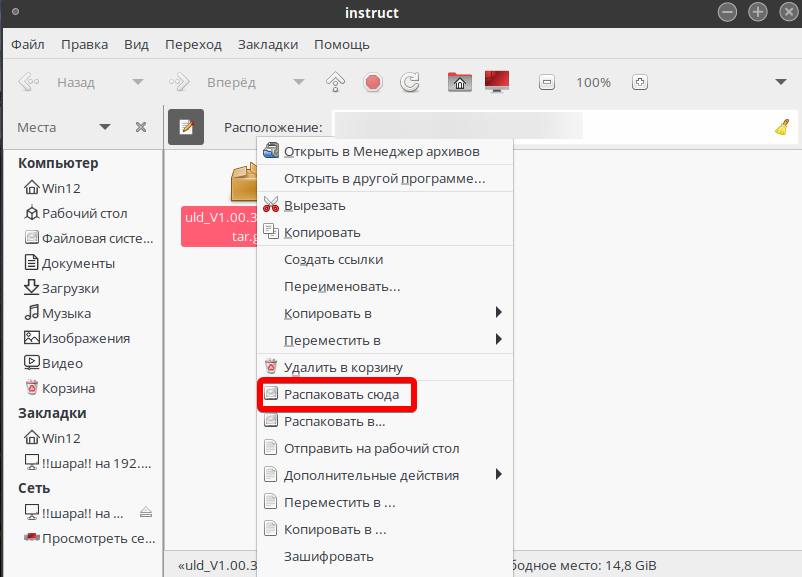 instruct
Файл Правка Вид Переход Закладки Помощь
Назад Вперёд 100%
Места Расположение:
Компьютер
Win12
Рабочий стол
Файловая систе...
Документы
Загрузки
Музыка
Изображения
Видео
Корзина
Закладки
Win12
!!шара!! на 192....
Сеть
!!шара!! на ...
Просмотреть се...
uld_V1.00.3
tar.g
Открыть в Менеджер архивов
Открыть в другой программе...
Вырезать
Копировать
Создать ссылки
Переименовать...
Копировать в
Переместить в
Удалить в корзину
Распаковать сюда
Распаковать в...
Отправить на рабочий стол
Дополнительные действия
Переместить в ...
Копировать в ...
Зашифровать
«uld_V1.00.3 бодное место: 14,8 GiB